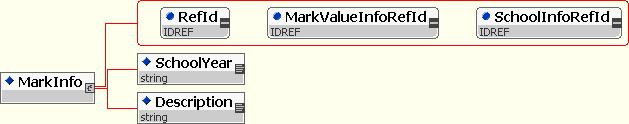 RefId
IDREF
MarkValueInfoRefId
IDREF
SchoolInfoRefId
IDREF
MarkInfo
SchoolYear
string
Description
string